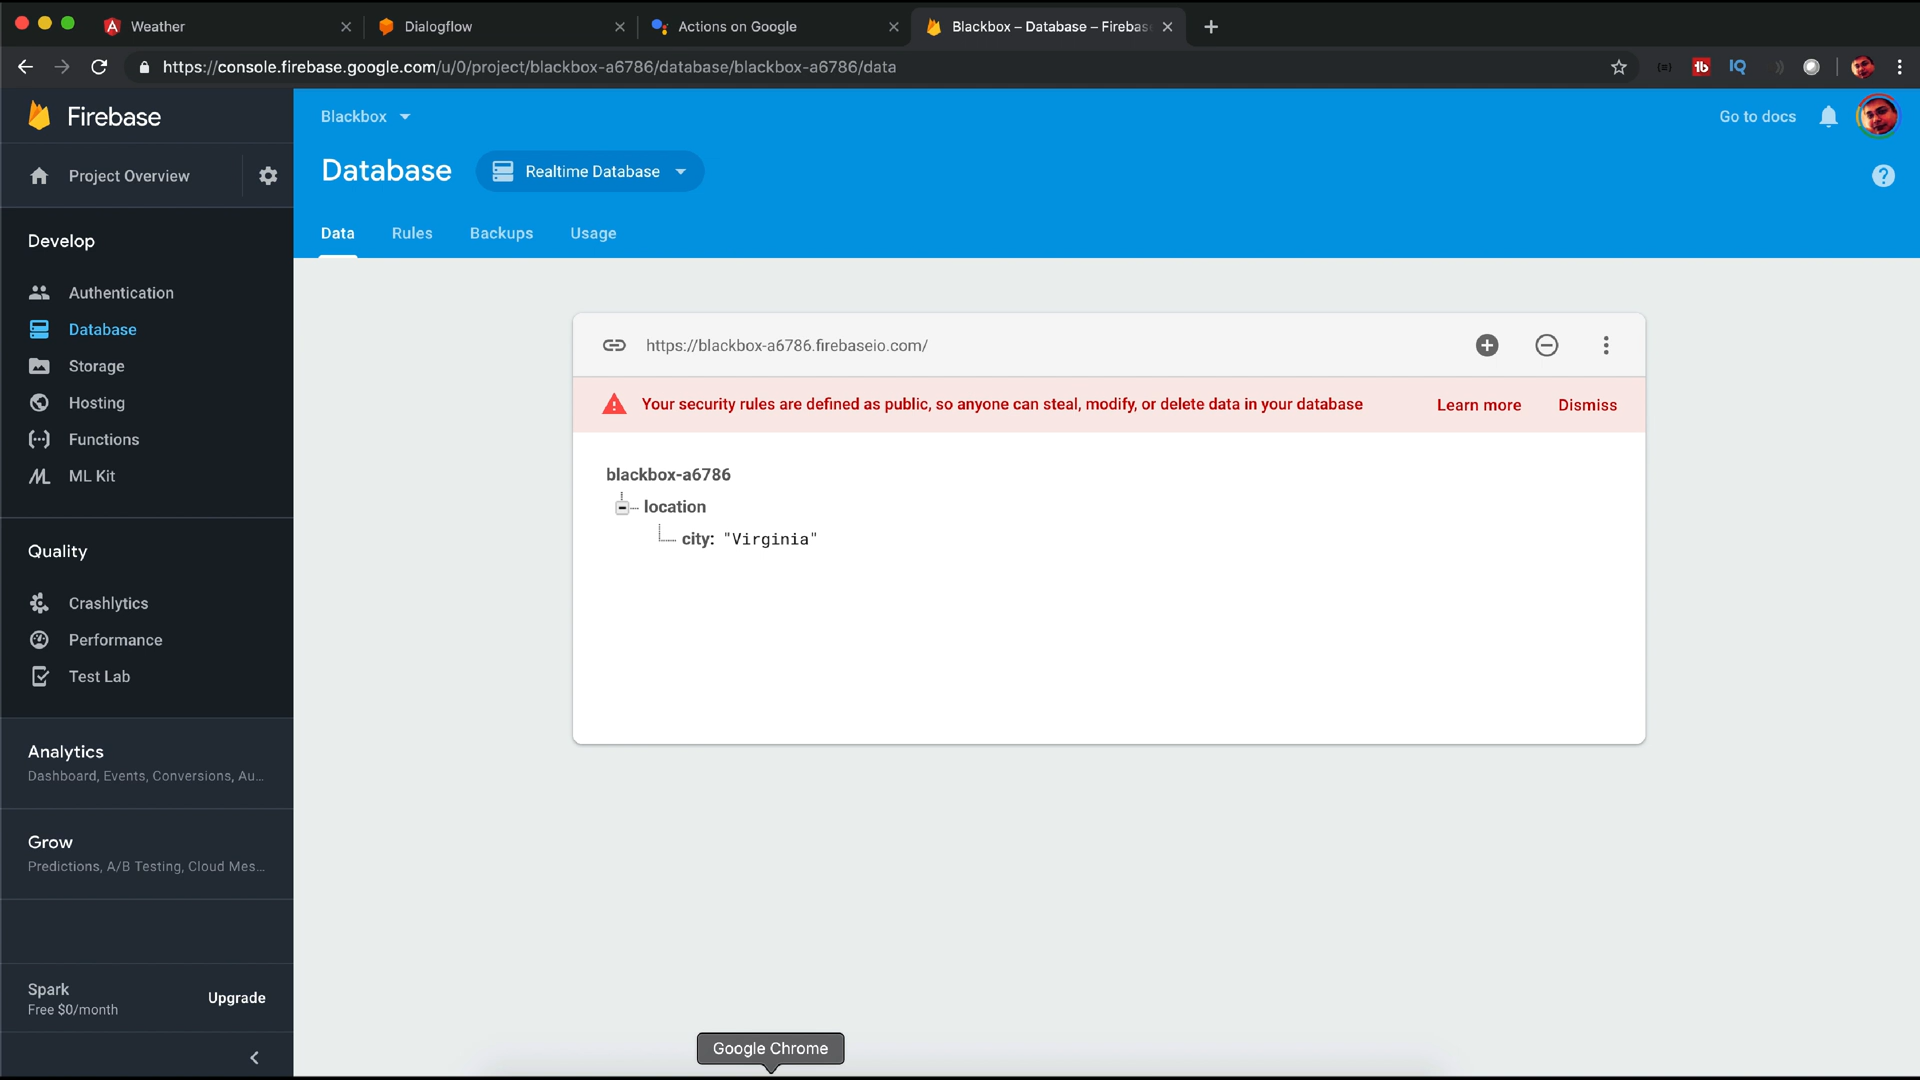 Weather
Dialogflow
Actions on Google
Blackbox – Database – Firebas
https://console.firebase.google.com/u/0/project/blackbox-a6786/database/blackbox-a6786/data
Firebase
Blackbox
Go to docs
Project Overview
Database
Realtime Database
Data
Rules
Backups
Usage
Develop
Authentication
Database
Storage
Hosting
Functions
ML Kit
Quality
Crashlytics
Performance
Test Lab
Analytics
Dashboard, Events, Conversions, Au...
Grow
Predictions, A/B Testing, Cloud Mes...
Spark
Free $0/month
Upgrade
https://blackbox-a6786.firebaseio.com/
Your security rules are defined as public, so anyone can steal, modify, or delete data in your database
Learn more
Dismiss
blackbox-a6786
location
city: "Virginia"
Google Chrome